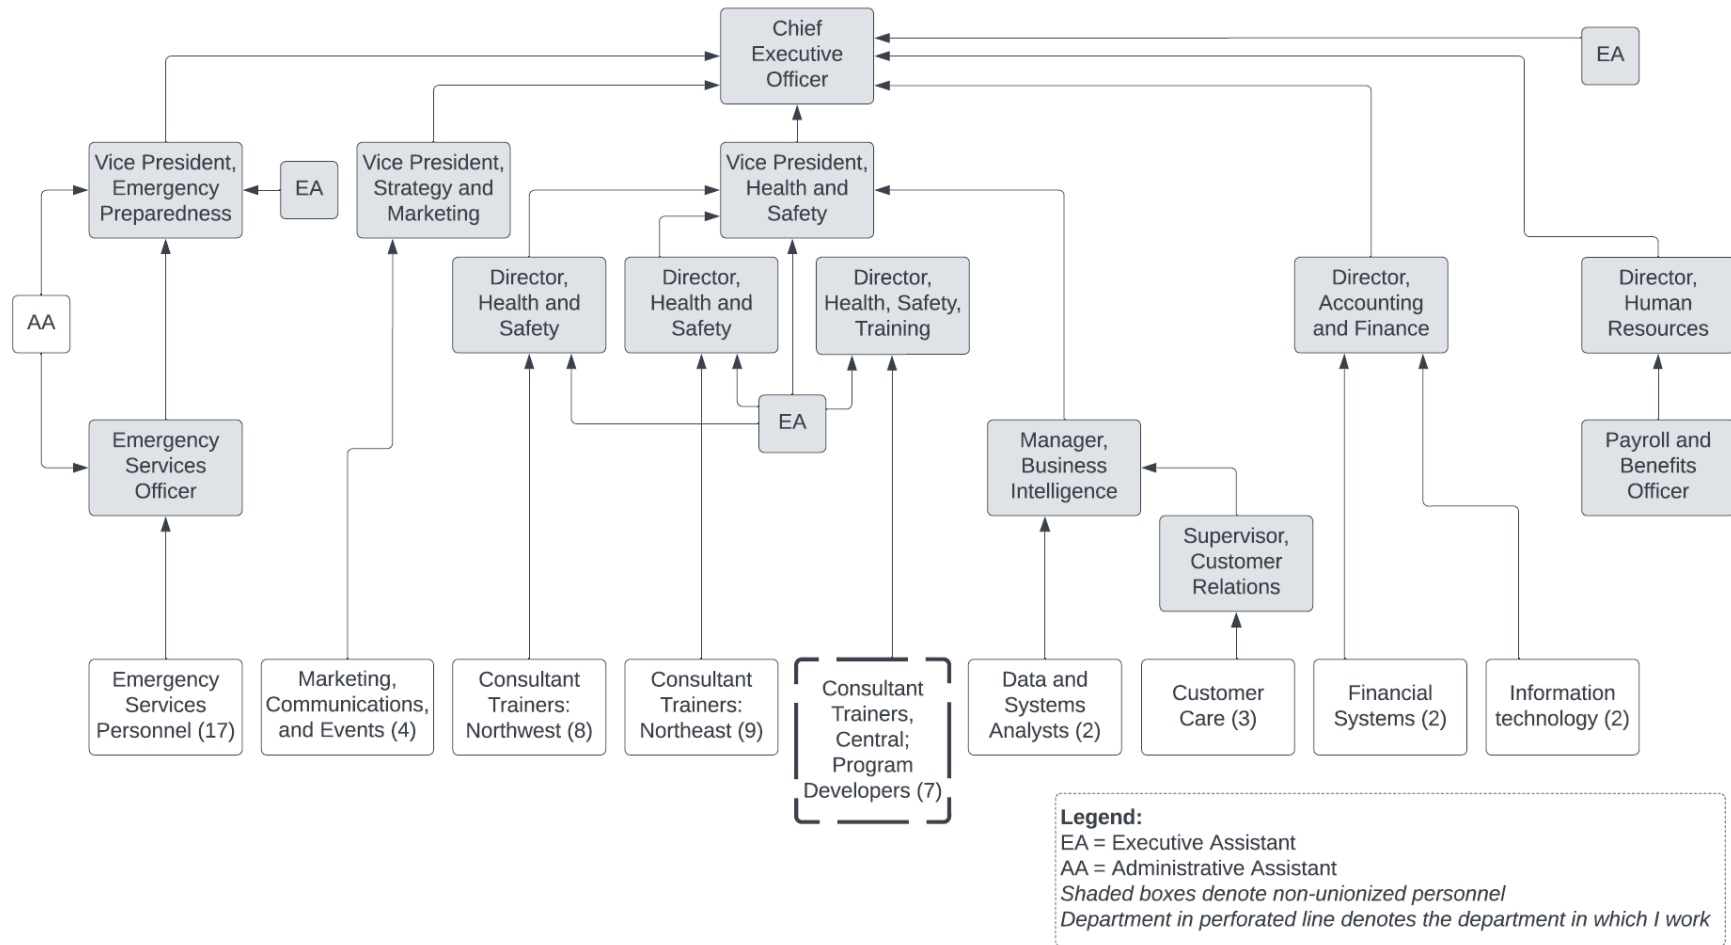 Chief
Executive
Officer
EA
Vice President,
Emergency
Preparedness
EA
Vice President,
Strategy and
Marketing
Vice President,
Health and
Safety
AA
Director,
Health and
Safety
Director,
Health and
Safety
Director,
Health, Safety,
Training
Director,
Accounting
and Finance
Director,
Human
Resources
EA
Emergency
Services
Officer
Manager,
Business
Intelligence
Payroll and
Benefits
Officer
Supervisor,
Customer
Relations
Emergency
Services
Personnel (17)
Marketing,
Communications,
and Events (4)
Consultant
Trainers:
Northwest (8)
Consultant
Trainers:
Northeast (9)
Consultant
Trainers,
Central;
Program
Developers (7)
Data and
Systems
Analysts (2)
Customer
Care (3)
Financial
Systems (2)
Information
technology (2)
Legend:
EA = Executive Assistant
AA = Administrative Assistant
Shaded boxes denote non-unionized personnel
Department in perforated line denotes the department in which I work